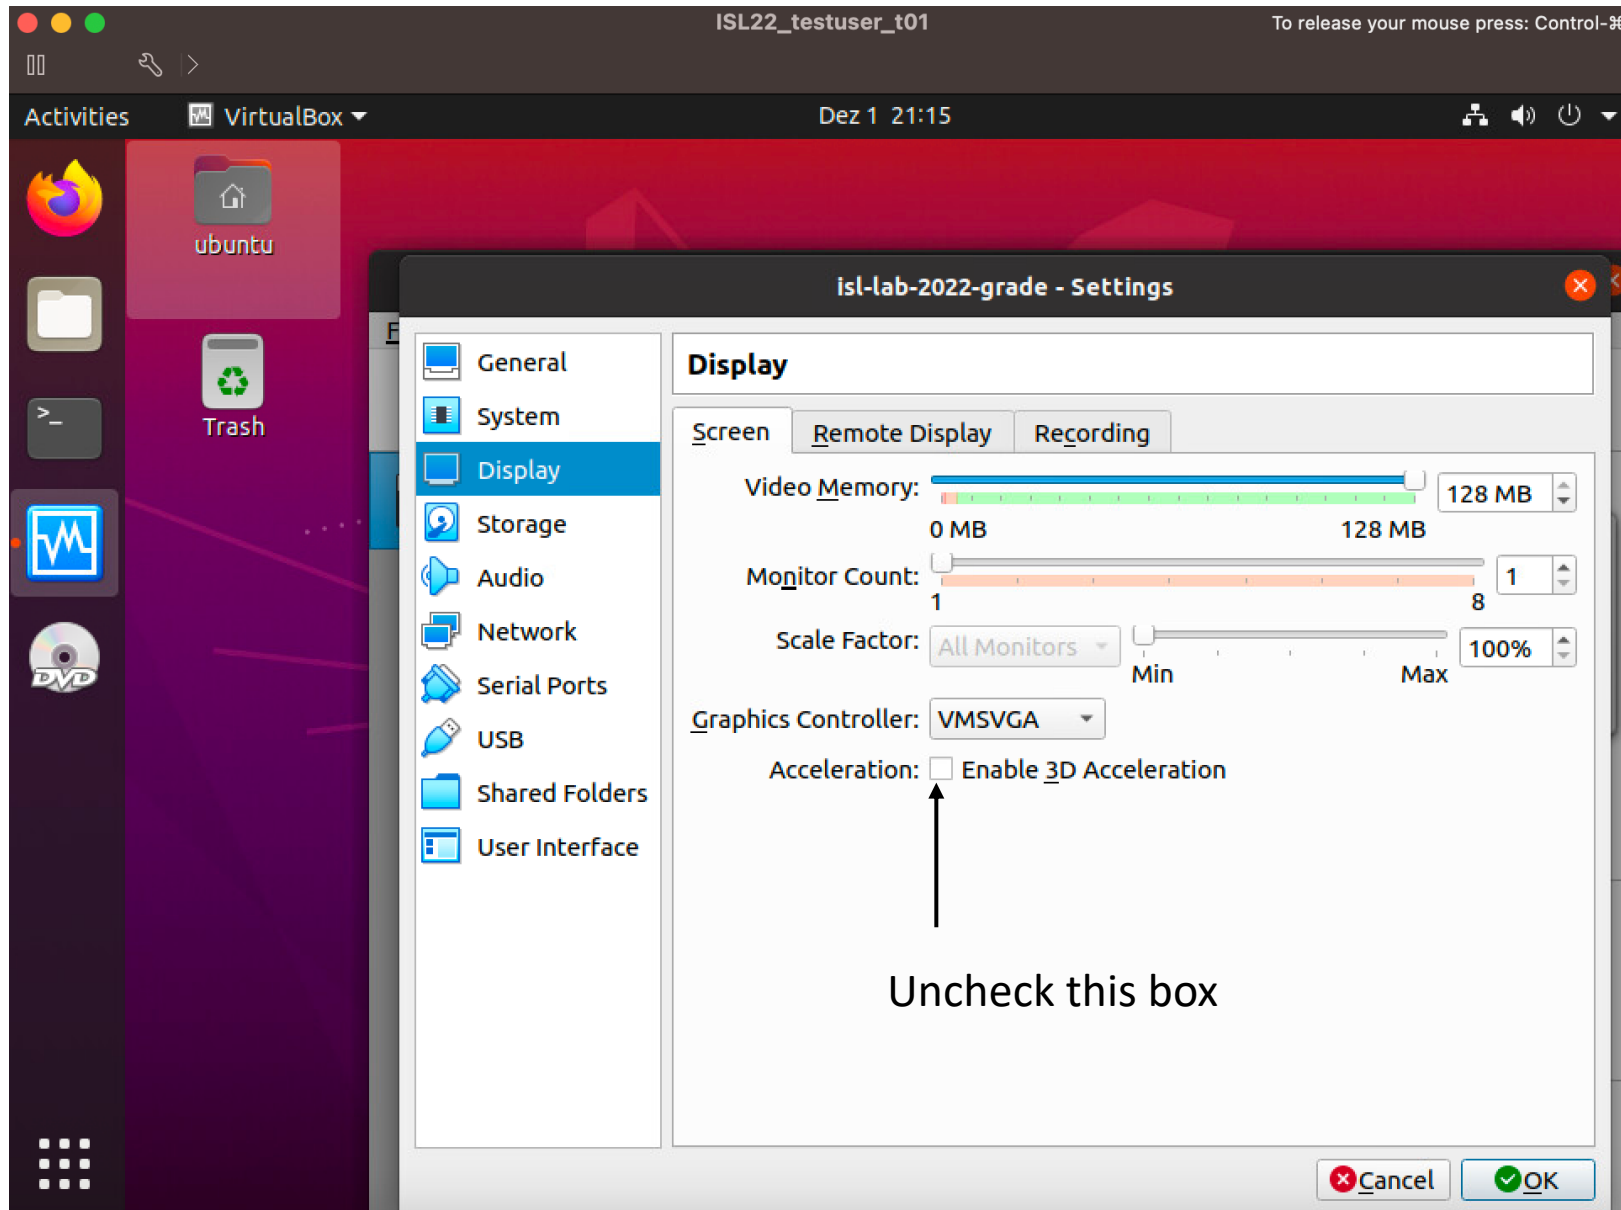 ISL22_testuser_t01
To release your mouse press: Control-⌘
Activities
VirtualBox
Dez 1 21:15
ubuntu
Trash
>_
DVD
F
isl-lab-2022-grade - Settings
General
System
Display
Storage
Audio
Network
Serial Ports
USB
Shared Folders
User Interface
Display
Screen
Remote Display
Recording
Video Memory:
128 MB
0 MB
128 MB
Monitor Count:
1
1
8
Scale Factor:
All Monitors
100%
Min
Max
Graphics Controller:
VMSVGA
Acceleration:
Enable 3D Acceleration
Uncheck this box
Cancel
OK